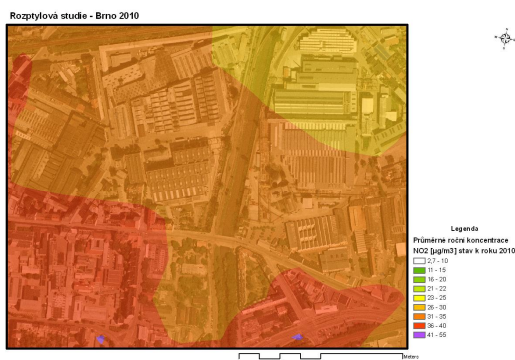 Rozptylová studie - Brno 2010
Legenda
Průměrné roční koncentrace
NO2 [µg/m3] stav k roku 2010
2,7 - 10
11 - 15
16 - 20
21 - 22
23 - 25
26 - 30
31 - 35
36 - 40
41 - 55
Meters